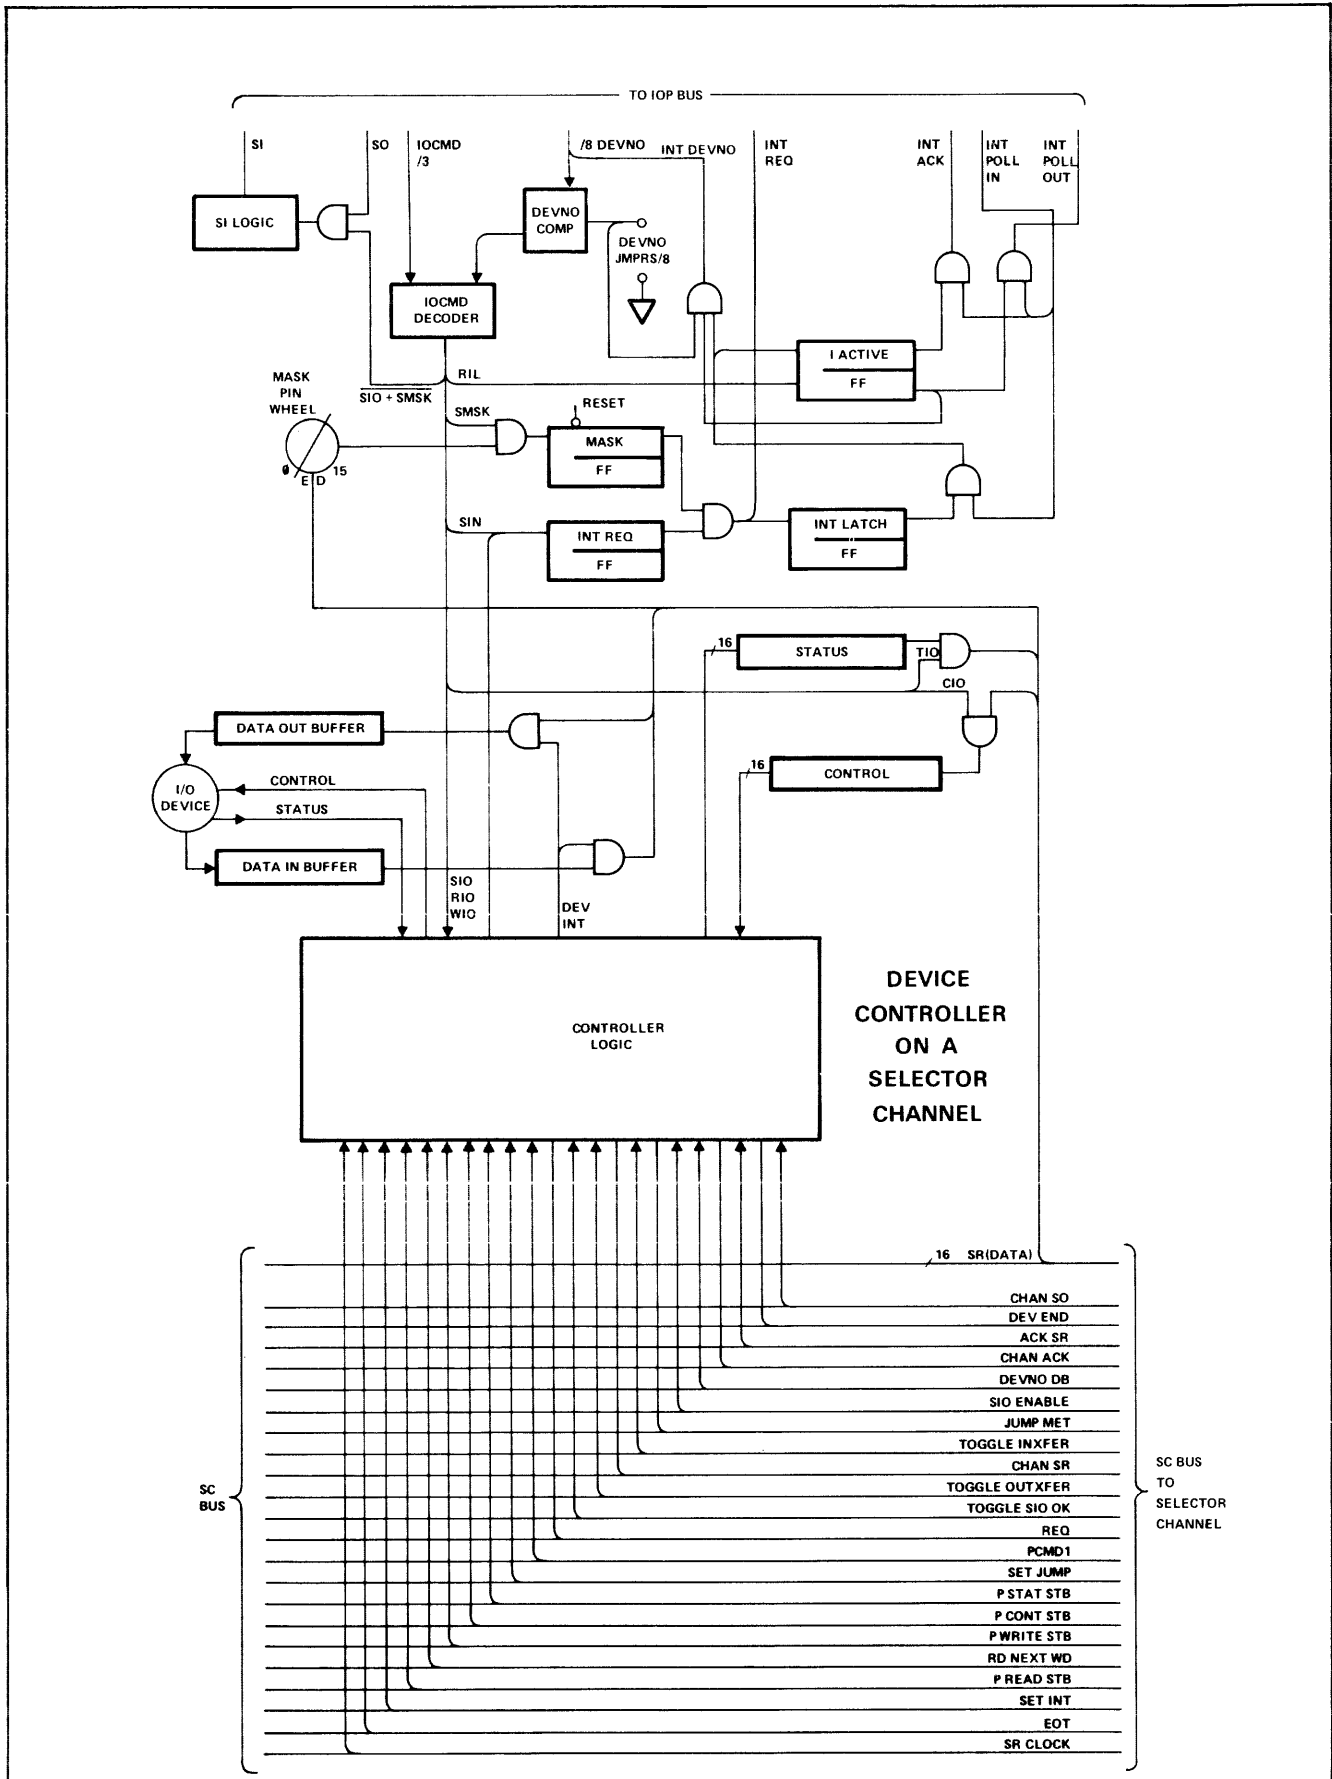 TO IOP BUS
SI
SO
IOCMD
/3
/8 DEVNO
INT DEVNO
INT
REQ
INT
ACK
INT
POLL
IN
INT
POLL
OUT
SI LOGIC
DEVNO
COMP
DEVNO
JMPRS/8
IOCMD
DECODER
I ACTIVE
FF
MASK
PIN
WHEEL
SIO + SMSK
RIL
SMSK
RESET
MASK
FF
0
E D
15
SIN
INT REQ
FF
INT LATCH
FF
16
STATUS
TIO
CIO
DATA OUT BUFFER
16
CONTROL
I/O
DEVICE
CONTROL
STATUS
DATA IN BUFFER
SIO
RIO
WIO
DEV
INT
CONTROLLER
LOGIC
DEVICE
CONTROLLER
ON A
SELECTOR
CHANNEL
16 SR(DATA)
CHAN SO
DEV END
ACK SR
CHAN ACK
DEVNO DB
SIO ENABLE
JUMP MET
TOGGLE INXFER
CHAN SR
TOGGLE OUTXFER
TOGGLE SIO OK
REQ
PCMD1
SET JUMP
P STAT STB
P CONT STB
P WRITE STB
RD NEXT WD
P READ STB
SET INT
EOT
SR CLOCK
SC
BUS
SC BUS
TO
SELECTOR
CHANNEL